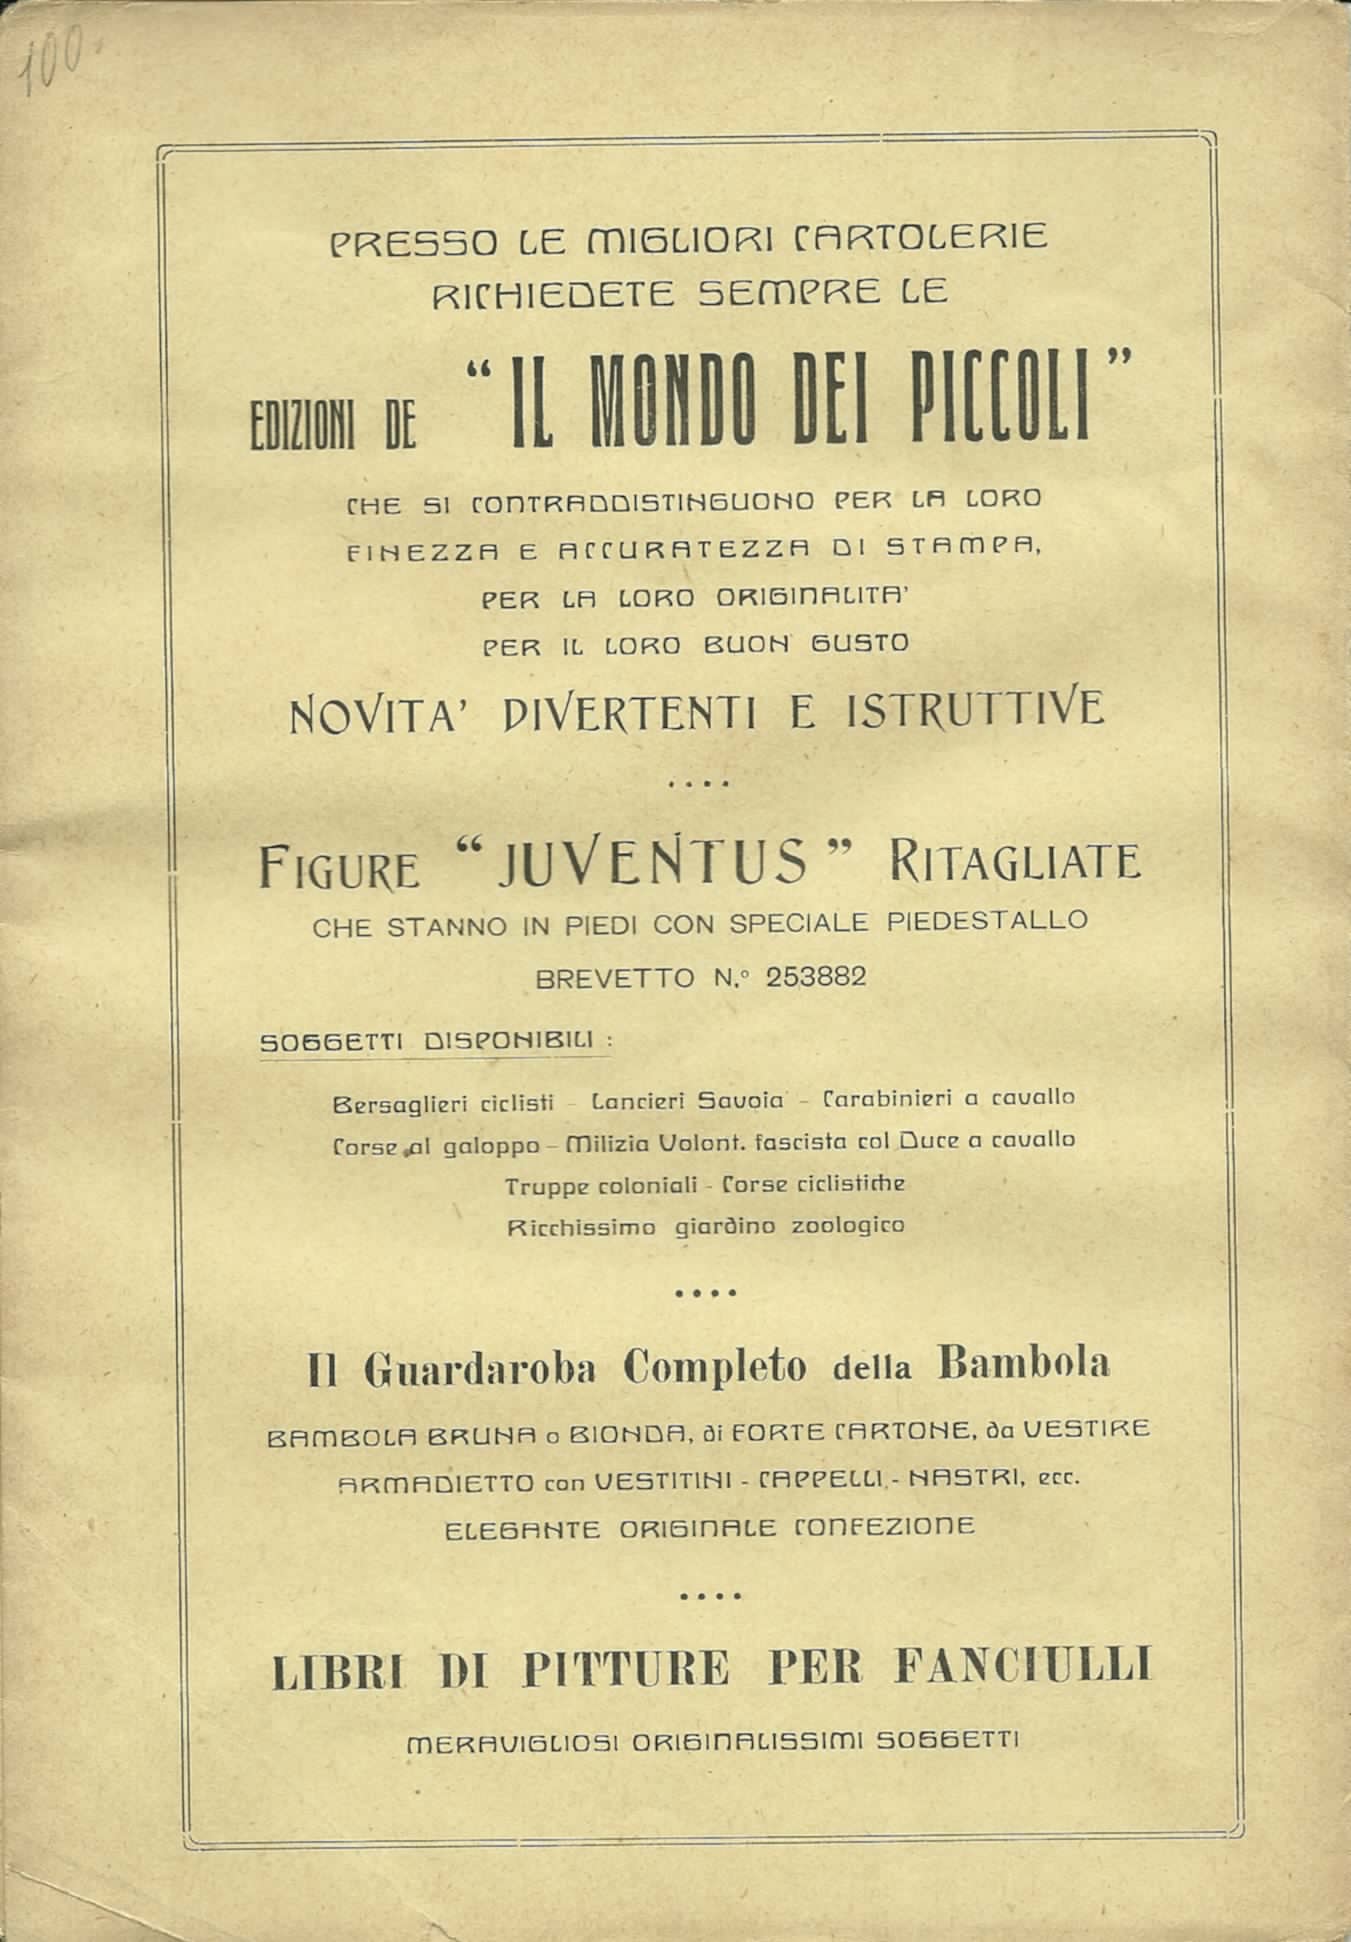 100.
PRESSO LE MIGLIORI CARTOLERIE
RICHIEDETE SEMPRE LE
EDIZIONI DE "IL MONDO DEI PICCOLI"
CHE SI CONTRADDISTINGUONO PER LA LORO
FINEZZA E ACCURATEZZA DI STAMPA,
PER LA LORO ORIGINALITA'
PER IL LORO BUON GUSTO
NOVITA' DIVERTENTI E ISTRUTTIVE
FIGURE "JUVENTUS" RITAGLIATE
CHE STANNO IN PIEDI CON SPECIALE PIEDESTALLO
BREVETTO N.° 253882
SOGGETTI DISPONIBILI :
Bersaglieri ciclisti - Lancieri Savoia - Carabinieri a cavallo
Corse al galoppo - Milizia Volont. fascista col Duce a cavallo
Truppe coloniali - Corse ciclistiche
Ricchissimo giardino zoologico
Il Guardaroba Completo della Bambola
BAMBOLA BRUNA o BIONDA, di FORTE CARTONE, da VESTIRE
ARMADIETTO con VESTITINI - CAPPELLI - NASTRI, ecc.
ELEGANTE ORIGINALE CONFEZIONE
LIBRI DI PITTURE PER FANCIULLI
MERAVIGLIOSI ORIGINALISSIMI SOGGETTI